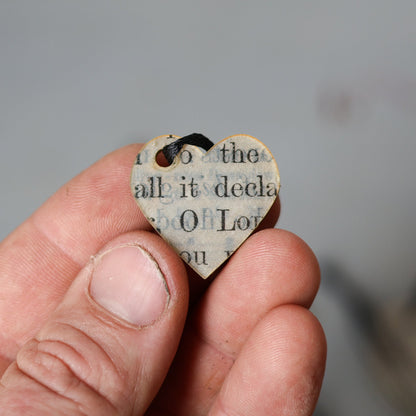 o the
all it decla
O Lor
ou